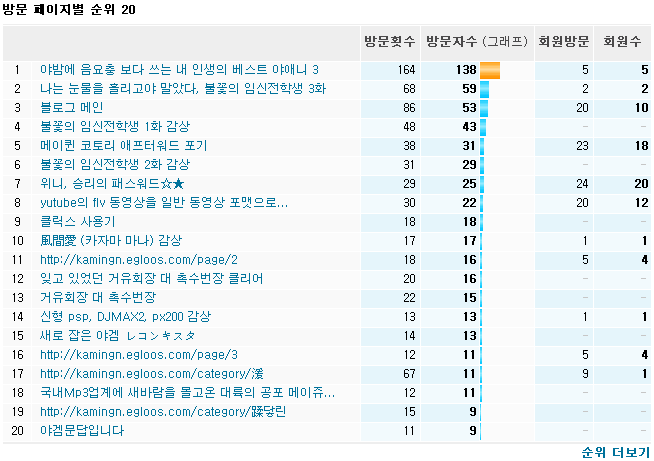 방문 페이지별 순위 20
방문횟수 방문자수 (그래프) 회원방문 회원수
1 야밤에 음요충 보다 쓰는 내 인생의 베스트 야애니 3 164 138 5 5
2 나는 눈물을 흘리고야 말았다, 불꽃의 임신전학생 3화 68 59 2 2
3 블로그 메인 86 53 20 10
4 불꽃의 임신전학생 1화 감상 48 43 - -
5 메이퀸 코토리 애프터워드 포기 38 31 23 18
6 불꽃의 임신전학생 2화 감상 31 29 - -
7 위니, 승리의 패스워드☆★ 29 25 24 20
8 yutube의 flv 동영상을 일반 동영상 포맷으로... 30 22 20 12
9 클릭스 사용기 18 18 - -
10 風間愛 (카자마 마나) 감상 17 17 1 1
11 http://kamingn.egloos.com/page/2 18 16 5 4
12 잊고 있었던 거유회장 대 촉수번장 클리어 20 16 - -
13 거유회장 대 촉수번장 22 15 - -
14 신형 psp, DJMAX2, px200 감상 13 13 1 1
15 새로 잡은 야겜 レコンキスタ 14 13 - -
16 http://kamingn.egloos.com/page/3 12 11 5 4
17 http://kamingn.egloos.com/category/湲 67 11 9 1
18 국내Mp3업계에 새바람을 몰고온 대륙의 공포 메이쥬... 12 11 - -
19 http://kamingn.egloos.com/category/蹂닿린 15 9 - -
20 야겜문답입니다 11 9 - -
순위 더보기